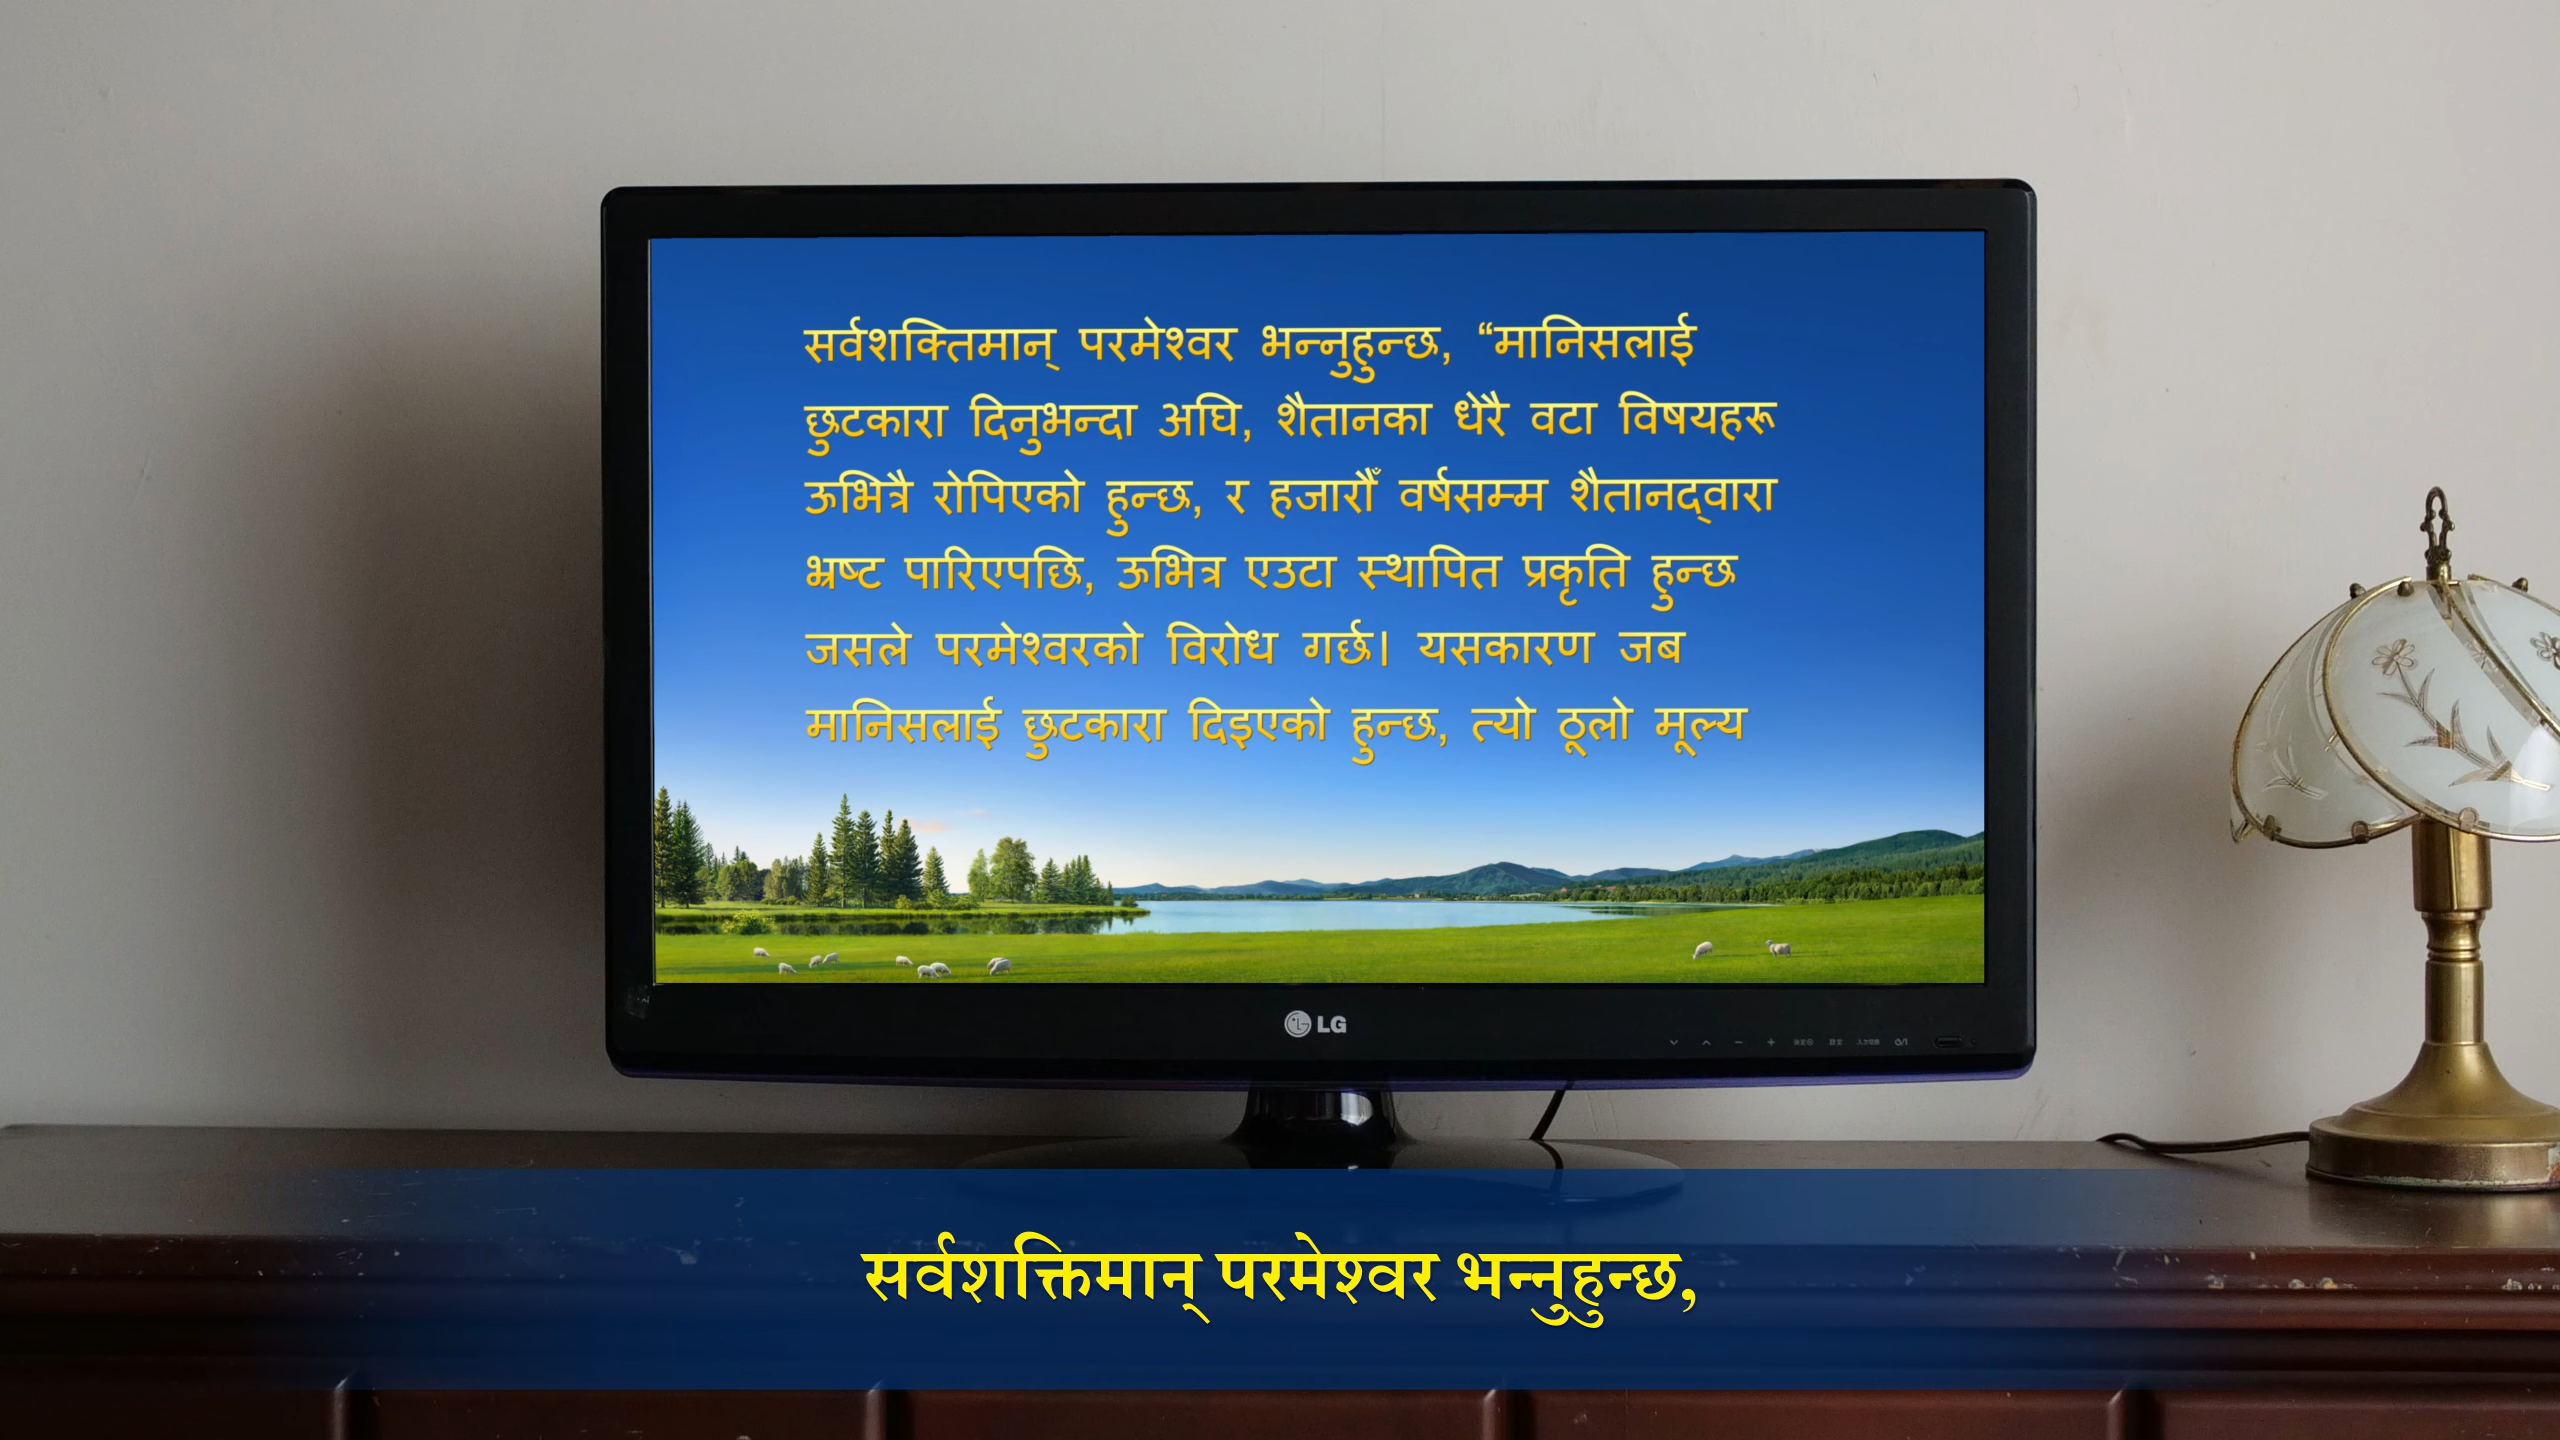 सर्वशक्तिमान् परमेश्वर भन्नुहुन्छ, “मानिसलाई
छुटकारा दिनुभन्दा अघि, शैतानका धेरै वटा विषयहरू
ऊभित्रै रोपिएको हुन्छ, र हजारौँ वर्षसम्म शैतानद्वारा
भ्रष्ट पारिएपछि, ऊभित्र एउटा स्थापित प्रकृति हुन्छ
जसले परमेश्वरको विरोध गर्छ। यसकारण जब
मानिसलाई छुटकारा दिइएको हुन्छ, त्यो ठूलो मूल्य
LG
सर्वशक्तिमान् परमेश्वर भन्नुहुन्छ,